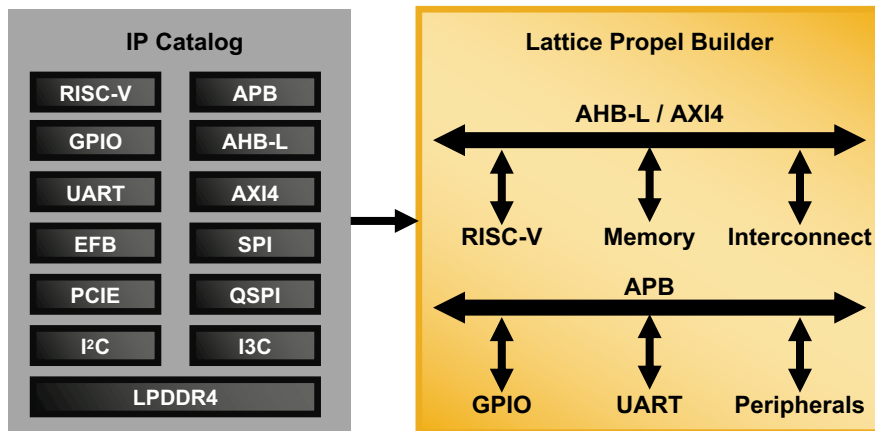 IP Catalog
RISC-V
APB
GPIO
AHB-L
UART
AXI4
EFB
SPI
PCIE
QSPI
I²C
I3C
LPDDR4
Lattice Propel Builder
AHB-L / AXI4
RISC-V
Memory
Interconnect
APB
GPIO
UART
Peripherals